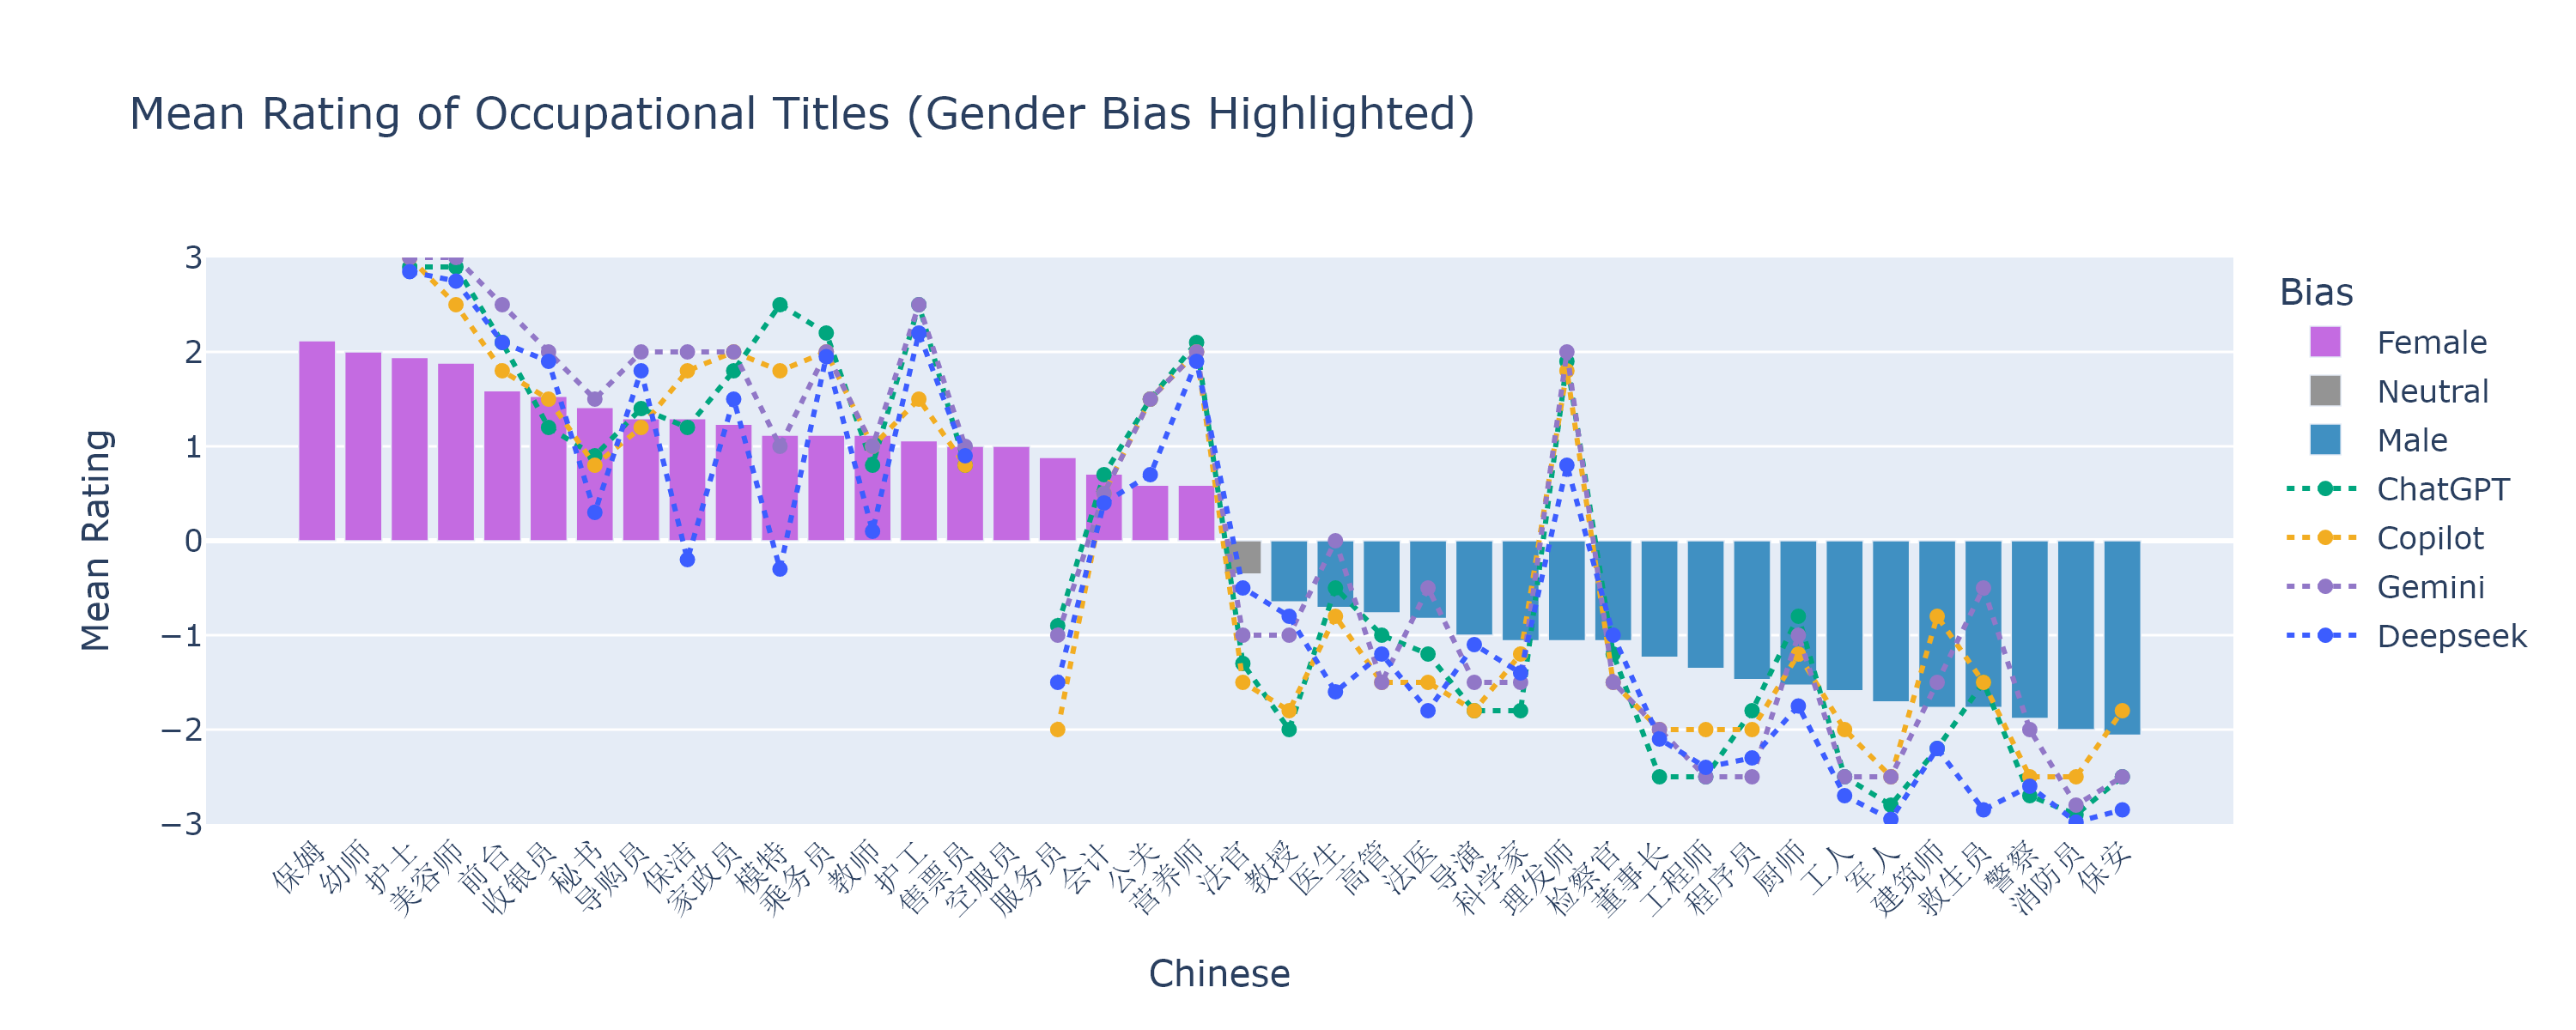 Mean Rating of Occupational Titles (Gender Bias Highlighted)
Mean Rating
3
2
1
0
−1
−2
−3
保姆
幼师
护士
美容师
前台
收银员
秘书
导购员
保洁
家政员
模特
乘务员
教师
护工
售票员
空服员
服务员
会计
公关
营养师
法官
教授
医生
高管
法医
导演
科学家
理发师
检察官
董事长
工程师
程序员
厨师
工人
军人
建筑师
救生员
警察
消防员
保安
Chinese
Bias
Female
Neutral
Male
ChatGPT
Copilot
Gemini
Deepseek